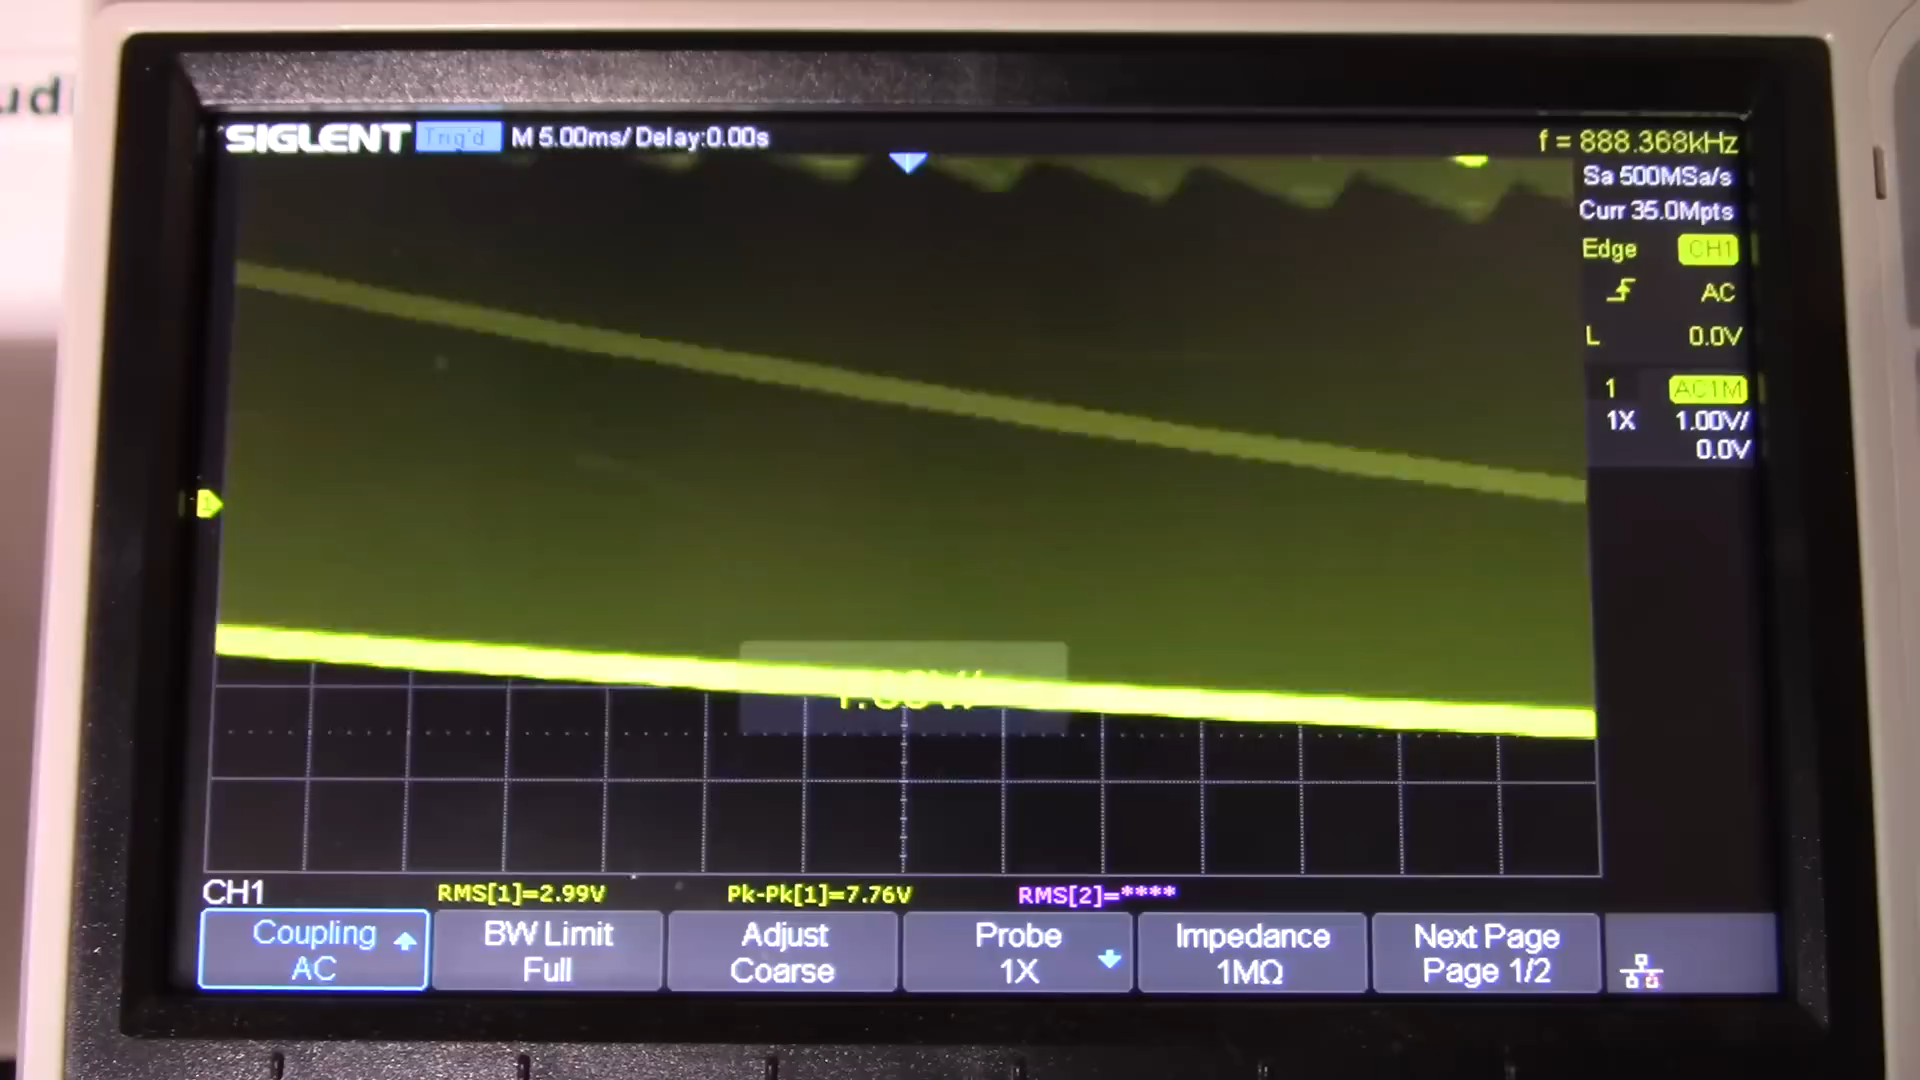 ud
SIGLENT Trig'd M 5.00ms/ Delay:0.00s f = 888.368kHz
Sa 500MSa/s
Curr 35.0Mpts
Edge CH1
AC
L 0.0V
1 AC1M
1X 1.00V/
0.0V
1
CH1 RMS[1]=2.99V Pk-Pk[1]=7.76V RMS[2]=****
Coupling BW Limit Adjust Probe Impedance Next Page
AC Full Coarse 1X 1MΩ Page 1/2